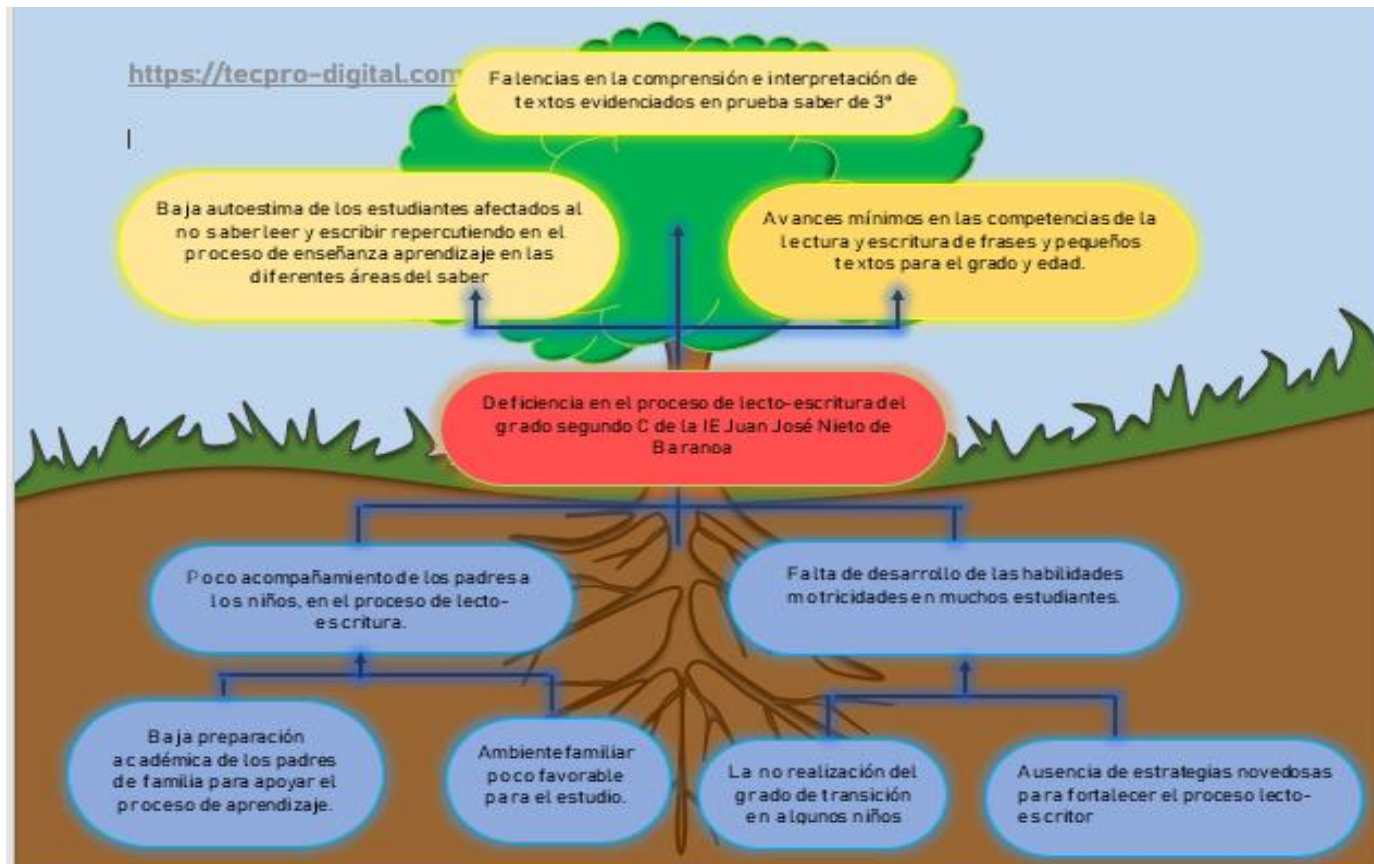 https://tecpro-digital.com
Falencias en la comprensión e interpretación de
textos evidenciados en prueba saber de 3°
Baja autoestima de los estudiantes afectados al
no saber leer y escribir repercutiendo en el
proceso de enseñanza aprendizaje en las
diferentes áreas del saber
Avances mínimos en las competencias de la
lectura y escritura de frases y pequeños
textos para el grado y edad.
Deficiencia en el proceso de lecto-escritura del
grado segundo C de la IE Juan José Nieto de
Baranoa
Poco acompañamiento de los padres a
los niños, en el proceso de lecto-
escritura.
Falta de desarrollo de las habilidades
motricidades en muchos estudiantes.
Baja preparación
académica de los padres
de familia para apoyar el
proceso de aprendizaje.
Ambiente familiar
poco favorable
para el estudio.
La no realización del
grado de transición
en algunos niños
Ausencia de estrategias novedosas
para fortalecer el proceso lecto-
escritor